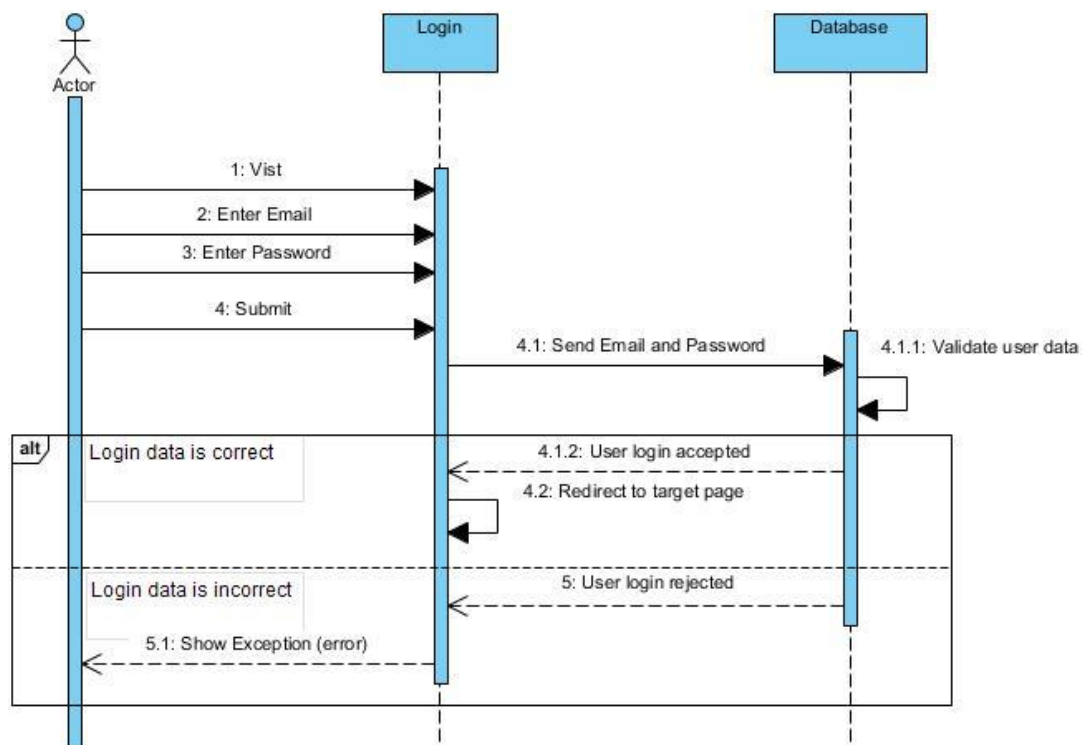 Login
Database
Actor
1: Vist
2: Enter Email
3: Enter Password
4: Submit
4.1: Send Email and Password
4.1.1: Validate user data
alt
Login data is correct
4.1.2: User login accepted
4.2: Redirect to target page
Login data is incorrect
5: User login rejected
5.1: Show Exception (error)